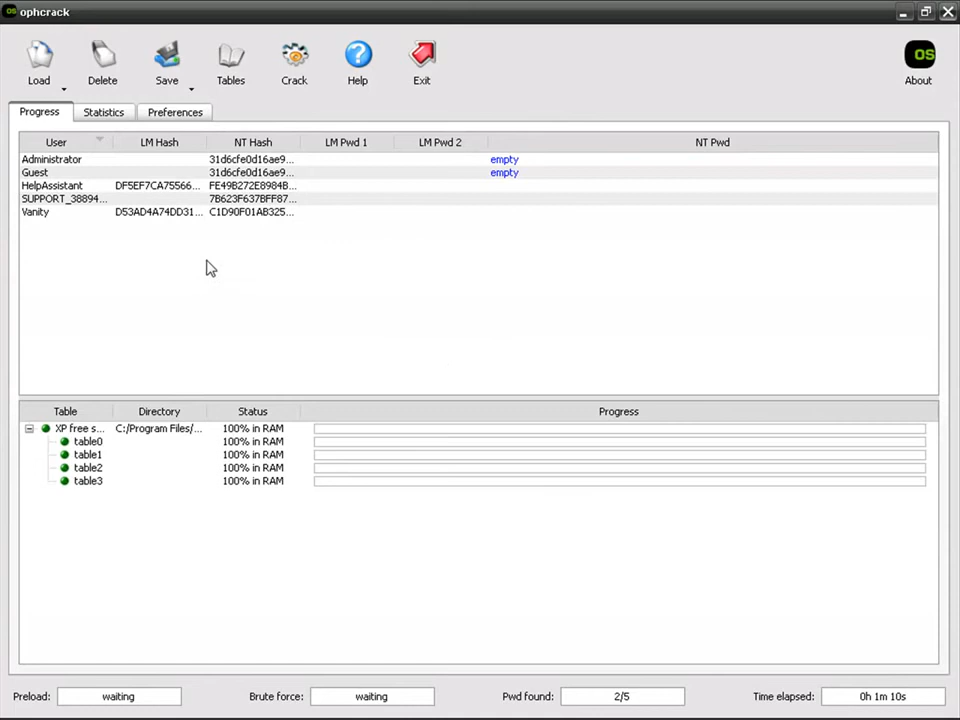 OS ophcrack
Load Delete Save Tables Crack Help Exit OS About
Progress Statistics Preferences
User LM Hash NT Hash LM Pwd 1 LM Pwd 2 NT Pwd
Administrator 31d6cfe0d16ae9... empty
Guest 31d6cfe0d16ae9... empty
HelpAssistant DF5EF7CA75566... FE49B272E8984B...
SUPPORT_38894... 7B623F637BFF87...
Vanity D53AD4A74DD31... C1D90F01AB325...
Table Directory Status Progress
XP free s... C:/Program Files/... 100% in RAM
table0 100% in RAM
table1 100% in RAM
table2 100% in RAM
table3 100% in RAM
Preload: waiting Brute force: waiting Pwd found: 2/5 Time elapsed: 0h 1m 10s